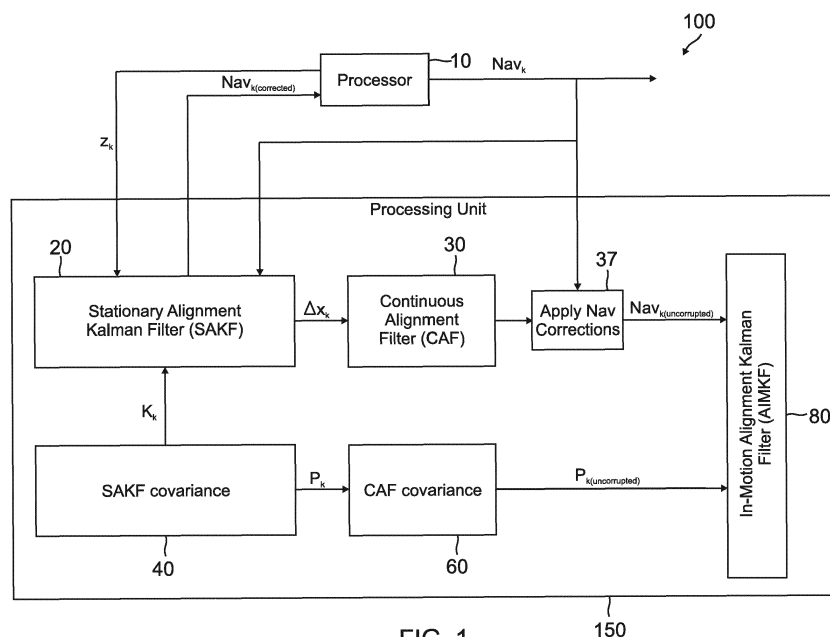 100
10
Processor
Nav_k
Nav_k(corrected)
z_k
Processing Unit
20
Stationary Alignment
Kalman Filter (SAKF)
Δx_k
30
Continuous
Alignment
Filter (CAF)
37
Apply Nav
Corrections
Nav_k(uncorrupted)
In-Motion Alignment Kalman
Filter (AIMKF)
80
K_k
SAKF covariance
40
P_k
CAF covariance
60
P_k(uncorrupted)
150
FIG. 1